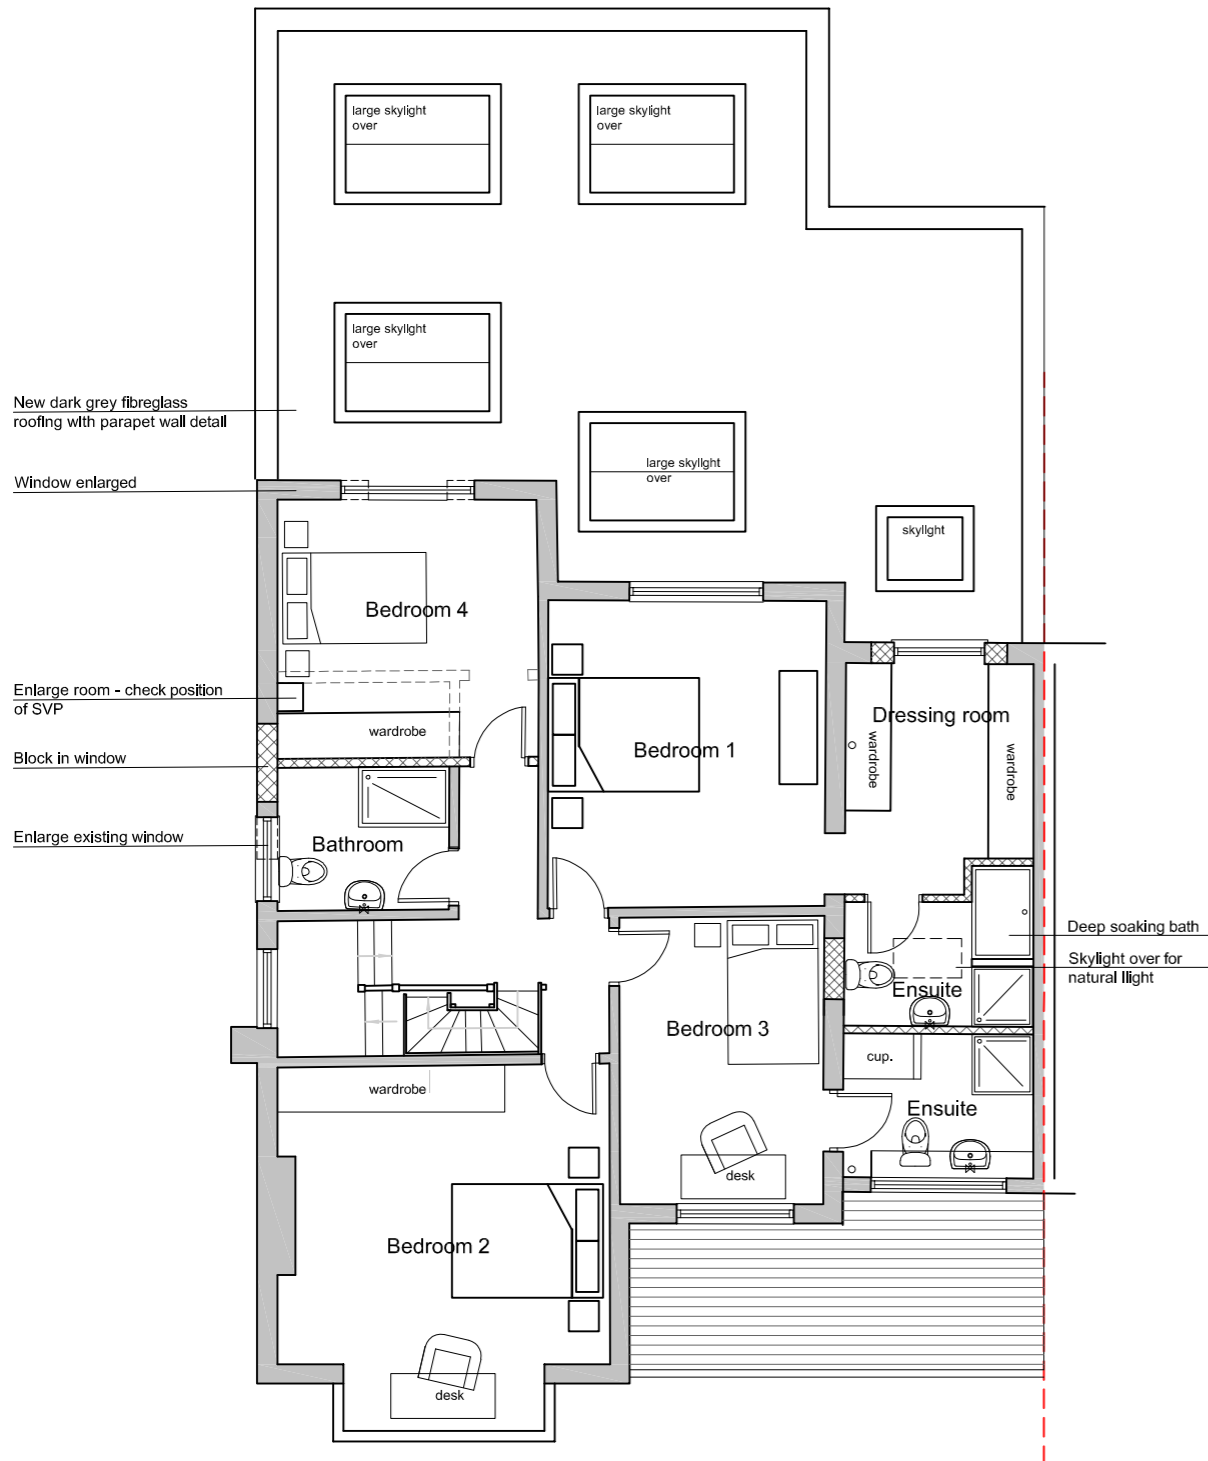 large skylight
over
large skylight
over
large skylight
over
New dark grey fibreglass
roofing with parapet wall detail
large skylight
over
Window enlarged
skylight
Bedroom 4
Enlarge room - check position
of SVP
wardrobe
Bedroom 1
Dressing room
wardrobe
wardrobe
Block in window
Enlarge existing window
Bathroom
Deep soaking bath
Skylight over for
natural llight
Ensuite
Bedroom 3
cup.
wardrobe
Ensuite
desk
Bedroom 2
desk